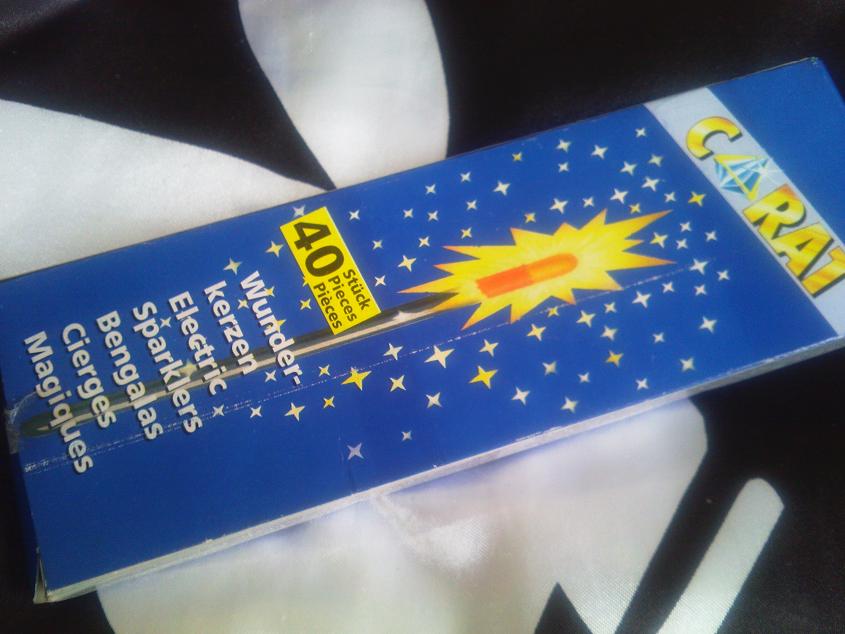 CARAT
40
Stück
Pieces
Pièces
Wunder-
kerzen
Electric
Sparklers
Bengalas
Cierges
Magiques